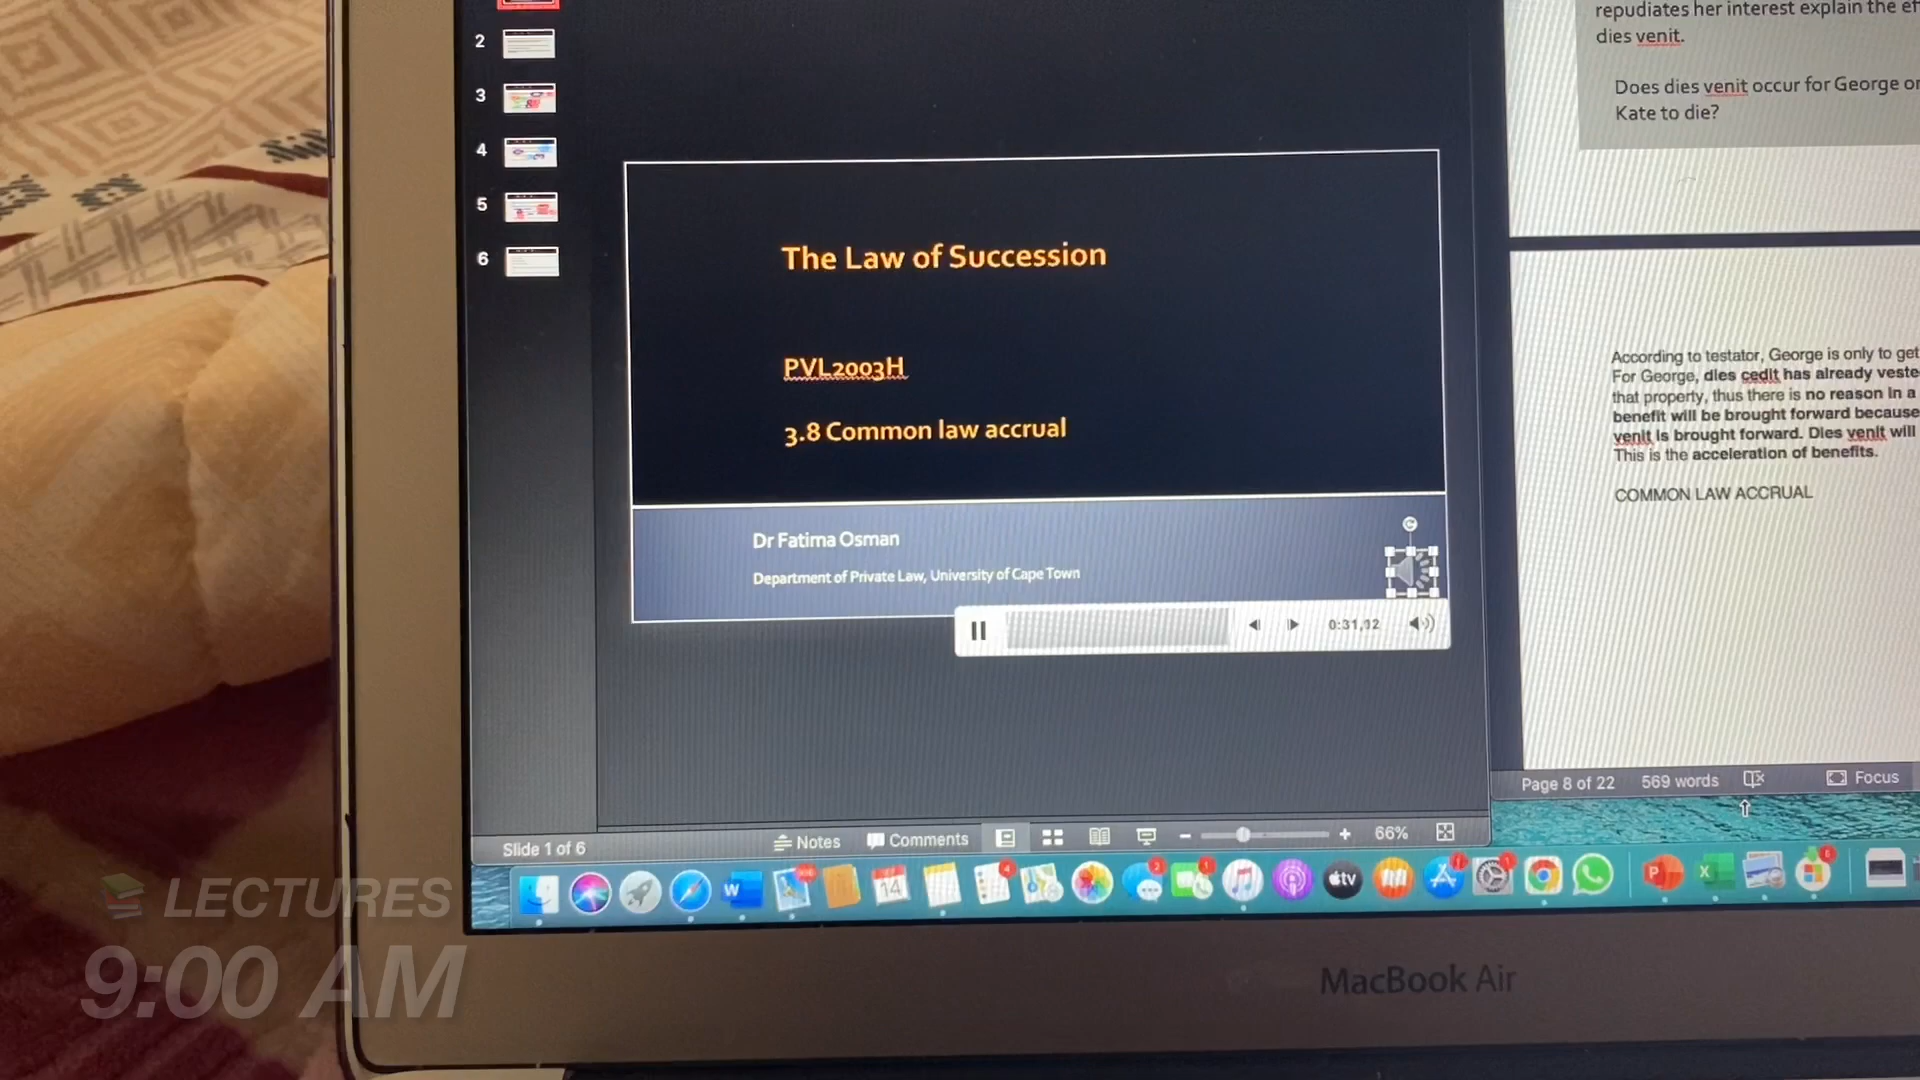 2
3
4
5
6
The Law of Succession
PVL2003H
3.8 Common law accrual
Dr Fatima Osman
Department of Private Law, University of Cape Town
0:31,02
Slide 1 of 6
Notes
Comments
66%
repudiates her interest explain the
dies venit.
Does dies venit occur for George
Kate to die?
According to testator, George is only to get
For George, dies cedit has already
that property, thus there is no reason in a
benefit will be brought forward because
venit is brought forward. Dies venit will
This is the acceleration of benefits.
COMMON LAW ACCRUAL
Page 8 of 22
569 words
Focus
14
tv
MacBook Air
LECTURES
9:00 AM